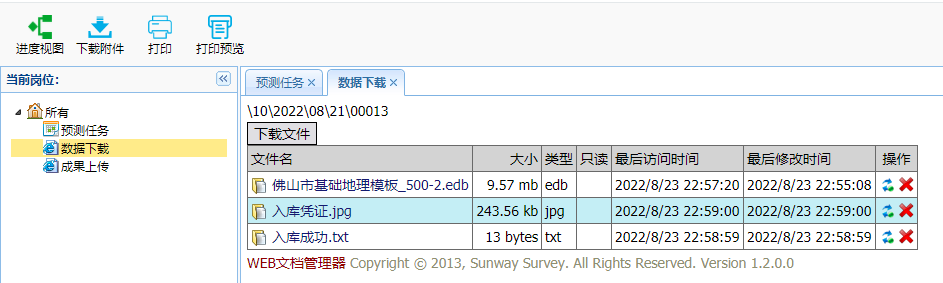 进度视图 下载附件 打印 打印预览
当前岗位:
所有
预测任务
数据下载
成果上传
预测任务 数据下载
\10\2022\08\21\00013
下载文件
文件名 大小 类型 只读 最后访问时间 最后修改时间 操作
佛山市基础地理模板_500-2.edb 9.57 mb edb 2022/8/23 22:57:20 2022/8/23 22:55:08
入库凭证.jpg 243.56 kb jpg 2022/8/23 22:59:00 2022/8/23 22:59:00
入库成功.txt 13 bytes txt 2022/8/23 22:58:59 2022/8/23 22:58:59
WEB文档管理器 Copyright © 2013, Sunway Survey. All Rights Reserved. Version 1.2.0.0